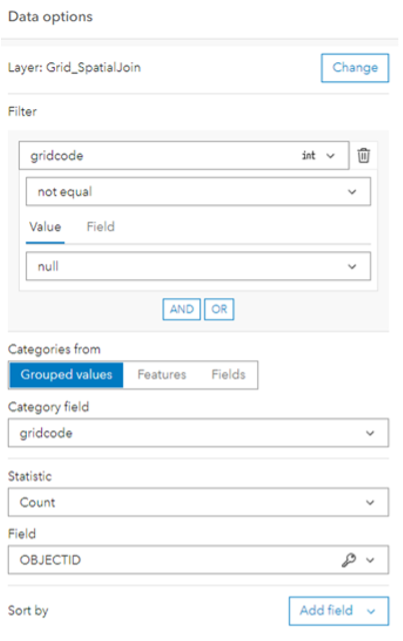 Data options
Layer: Grid_SpatialJoin Change
Filter
gridcode int
not equal
Value Field
null
AND OR
Categories from
Grouped values Features Fields
Category field
gridcode
Statistic
Count
Field
OBJECTID
Sort by Add field